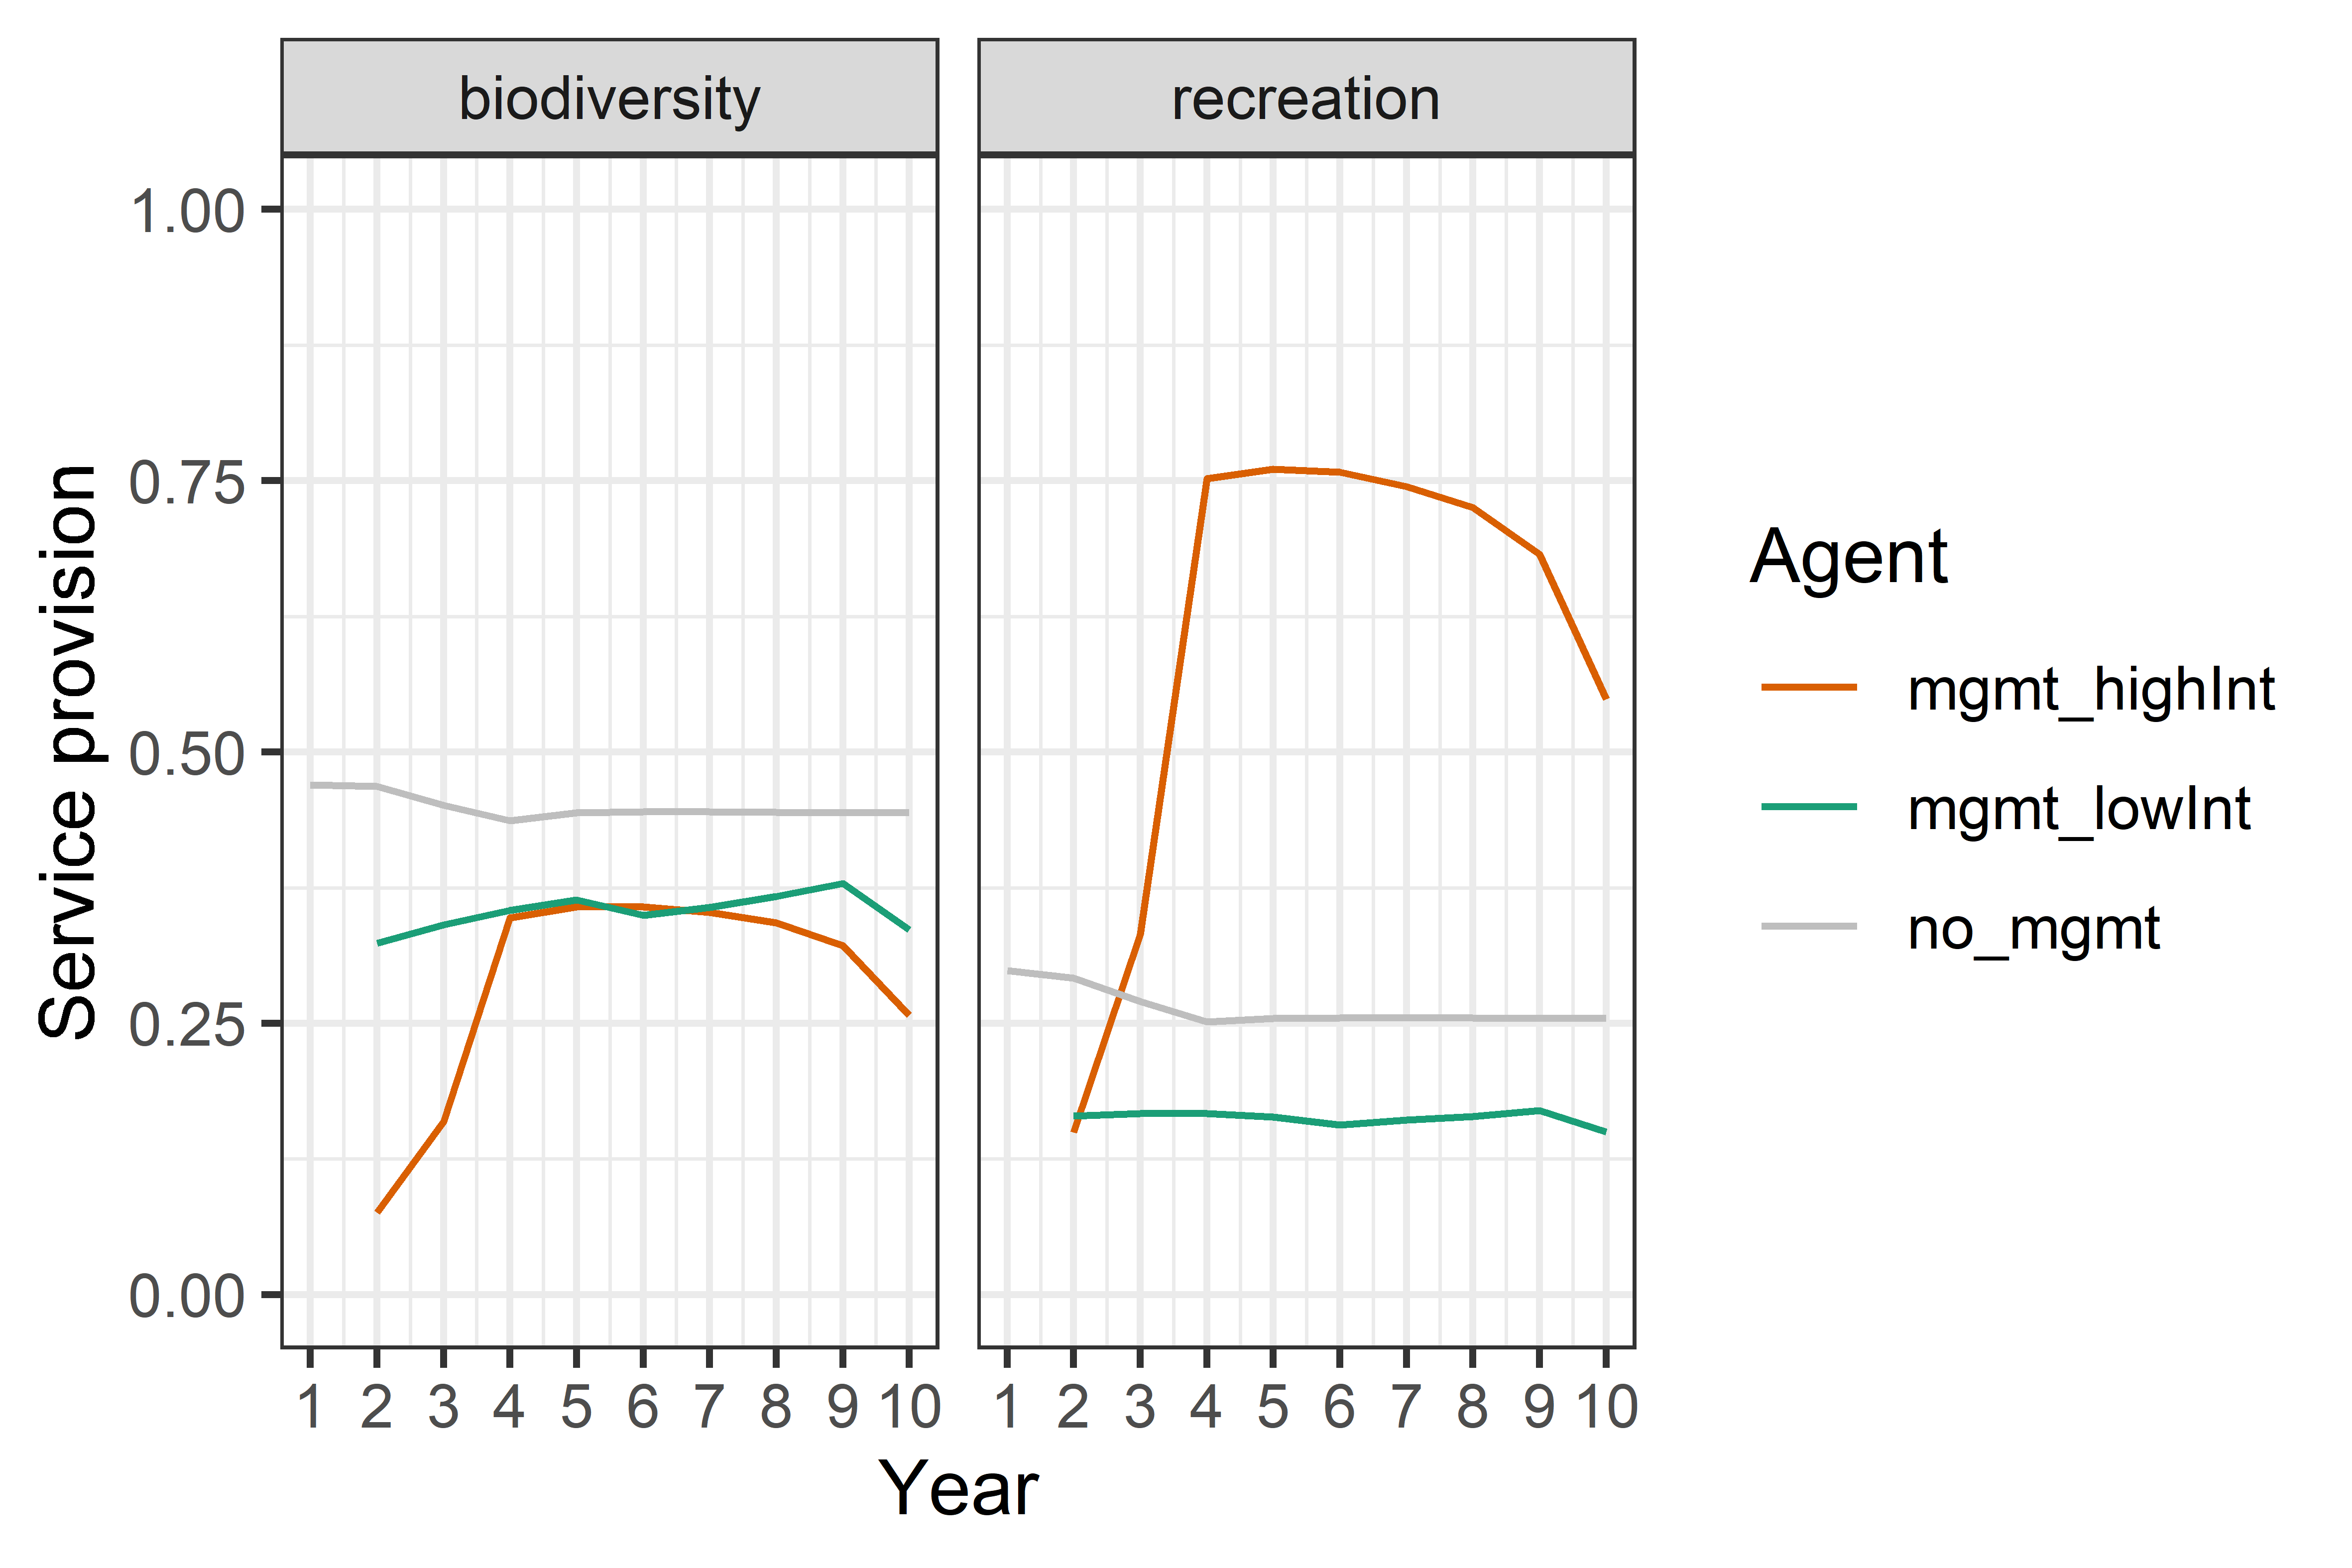 biodiversity recreation
1.00
0.75
0.50
0.25
0.00
Service provision
1 2 3 4 5 6 7 8 9 10 1 2 3 4 5 6 7 8 9 10
Year
Agent
mgmt_highInt
mgmt_lowInt
no_mgmt